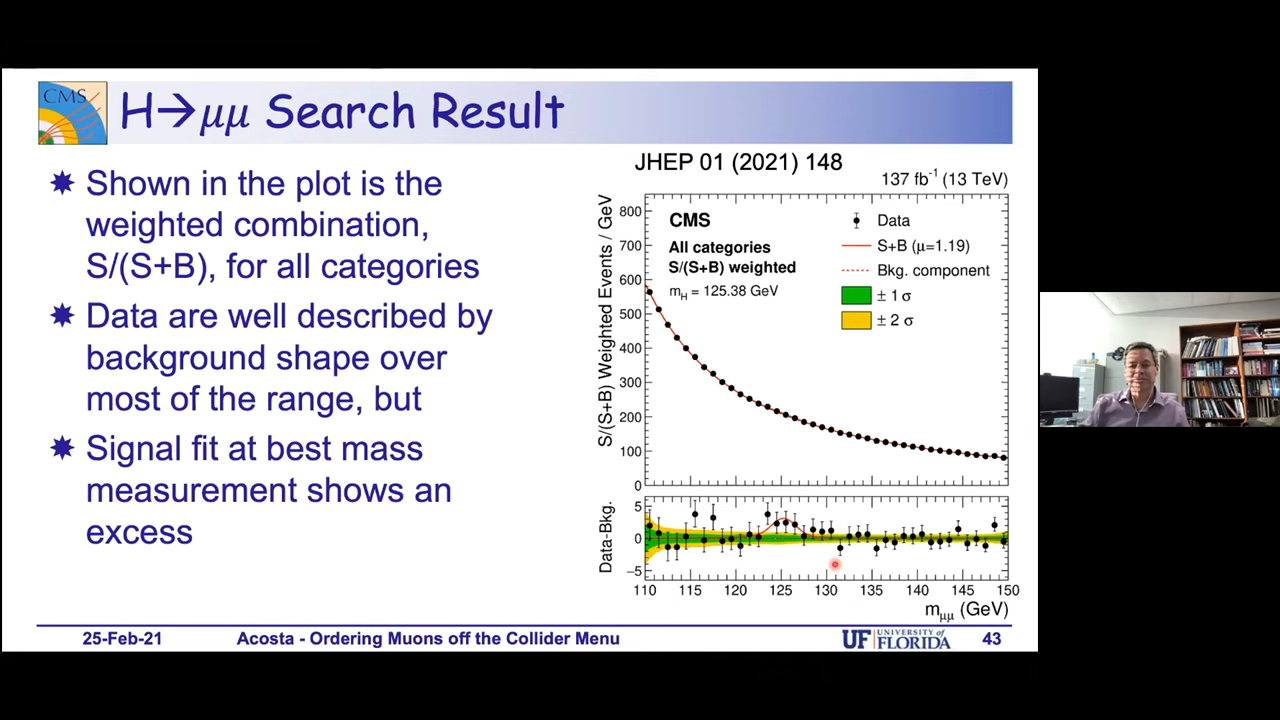 CMS
H→μμ Search Result
Shown in the plot is the
weighted combination,
S/(S+B), for all categories
Data are well described by
background shape over
most of the range, but
Signal fit at best mass
measurement shows an
excess
JHEP 01 (2021) 148
137 fb-1 (13 TeV)
S/(S+B) Weighted Events / GeV
800
700
600
500
400
300
200
100
0
CMS
All categories
S/(S+B) weighted
mH = 125.38 GeV
Data
S+B (μ=1.19)
Bkg. component
± 1 σ
± 2 σ
Data-Bkg.
5
0
−5
110 115 120 125 130 135 140 145 150
mμμ (GeV)
25-Feb-21
Acosta - Ordering Muons off the Collider Menu
UF UNIVERSITY of FLORIDA
43